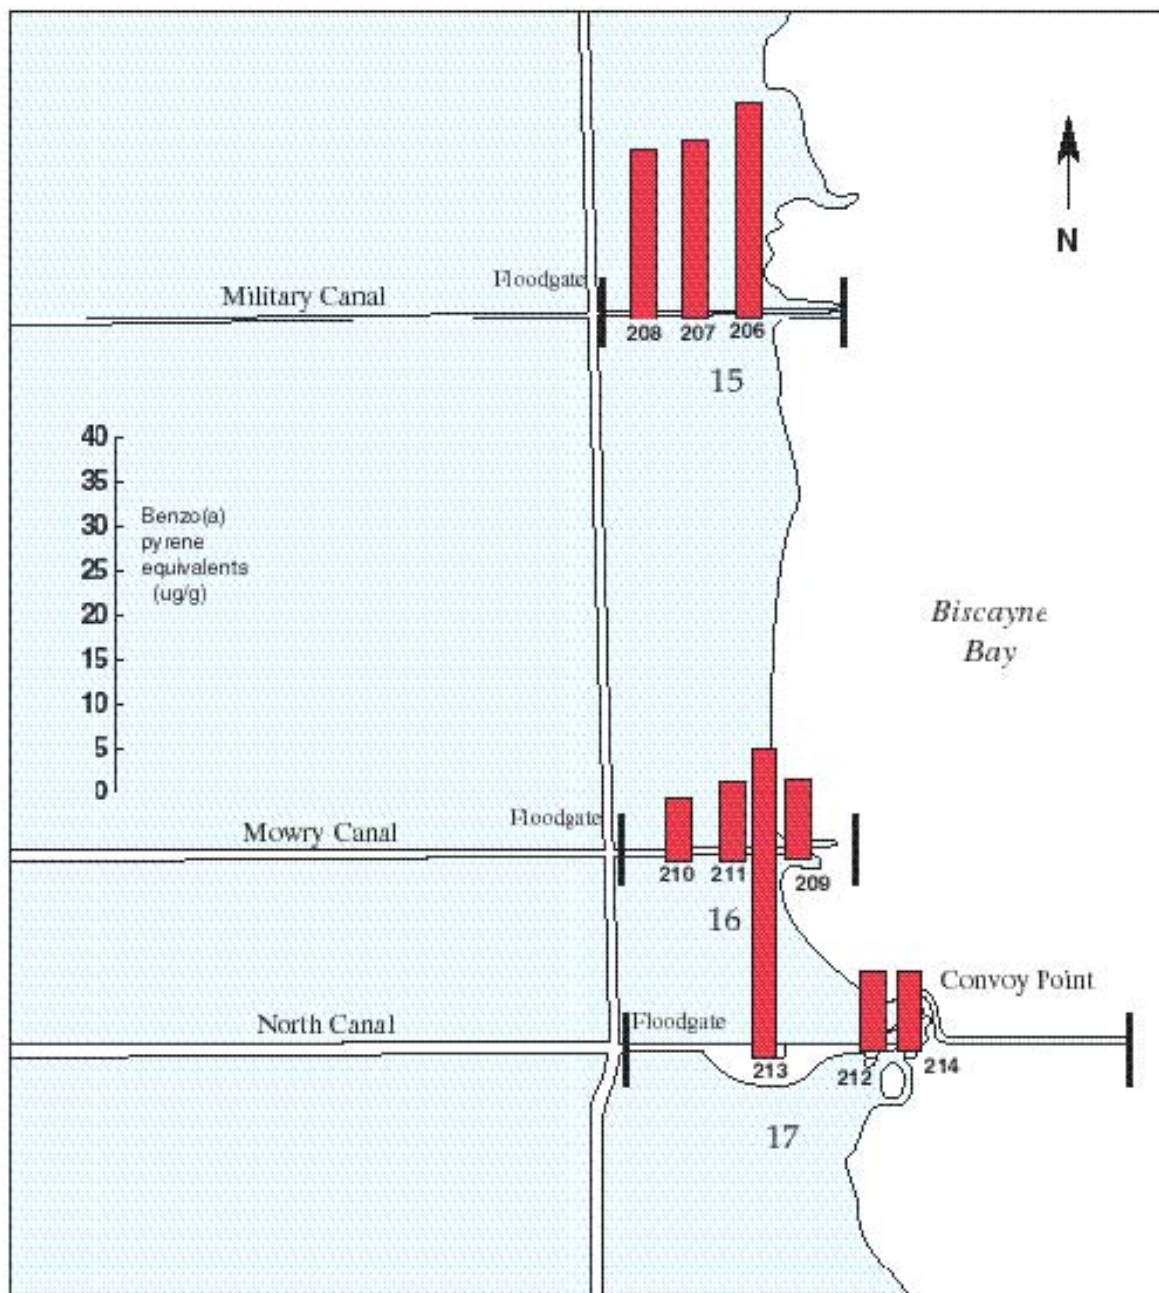 N
Floodgate
Military Canal
208
207
206
15
40
35
30
25
20
15
10
5
0
Benzo(a)
pyrene
equivalents
(ug/g)
Biscayne
Bay
Floodgate
Mowry Canal
210
211
209
16
Convoy Point
North Canal
Floodgate
213
212
214
17